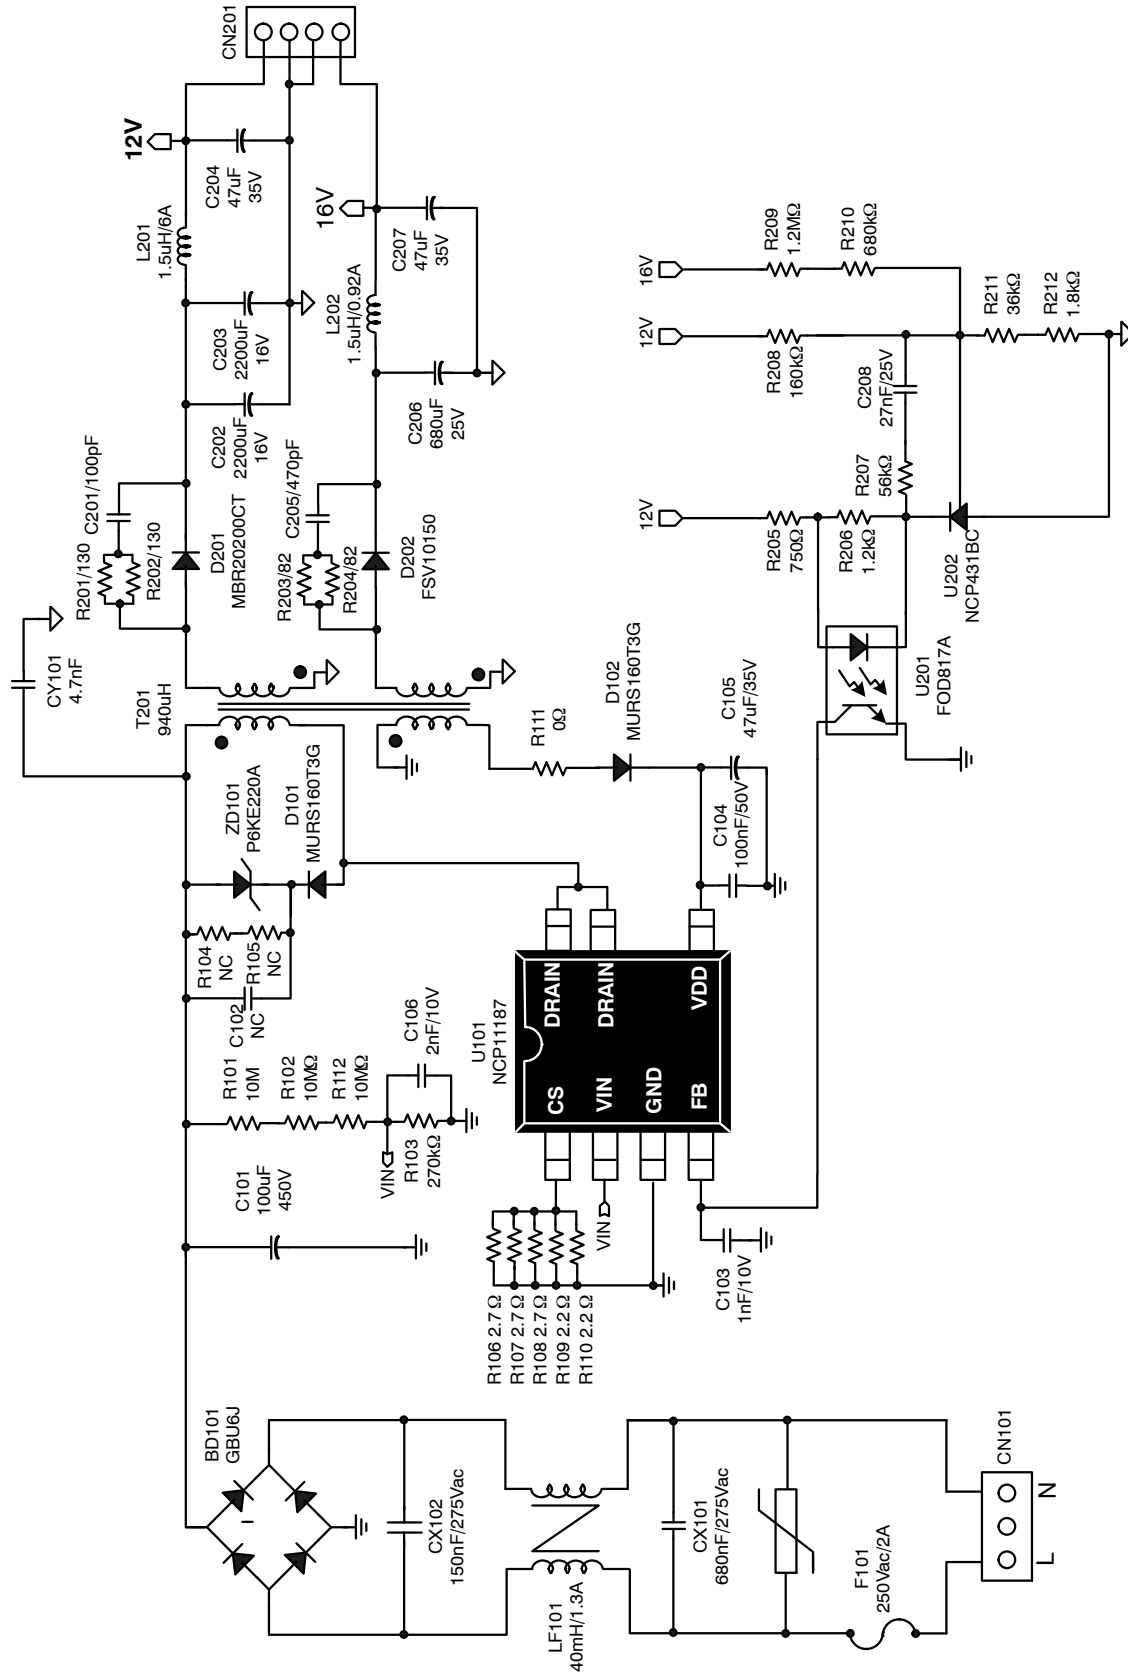 CN201
12V
L201
1.5uH/6A
C204
47uF
35V
16V
C203
2200uF
16V
L202
1.5uH/0.92A
C207
47uF
35V
C202
2200uF
16V
C206
680uF
25V
R201/130
C201/100pF
R202/130
D201
MBR20200CT
R203/82
C205/470pF
R204/82
D202
FSV10150
CY101
4.7nF
T201
940uH
ZD101
P6KE220A
D101
MURS160T3G
R104
NC
R105
NC
C102
NC
R111
0Ω
D102
MURS160T3G
C105
47uF/35V
C104
100nF/50V
R101
10M
R102
10MΩ
R112
10MΩ
VIN
R103
270kΩ
C106
2nF/10V
C101
100uF
450V
U101
NCP11187
CS
VIN
GND
FB
DRAIN
DRAIN
VDD
VIN
R106 2.7 Ω
R107 2.7 Ω
R108 2.7 Ω
R109 2.2 Ω
R110 2.2 Ω
C103
1nF/10V
16V
R209
1.2MΩ
R210
680kΩ
12V
R208
160kΩ
R211
36kΩ
R212
1.8kΩ
C208
27nF/25V
R207
56kΩ
12V
R205
750Ω
R206
1.2kΩ
U202
NCP431BC
U201
FOD817A
BD101
GBU6J
CX102
150nF/275Vac
LF101
40mH/1.3A
CX101
680nF/275Vac
F101
250Vac/2A
CN101
L
N